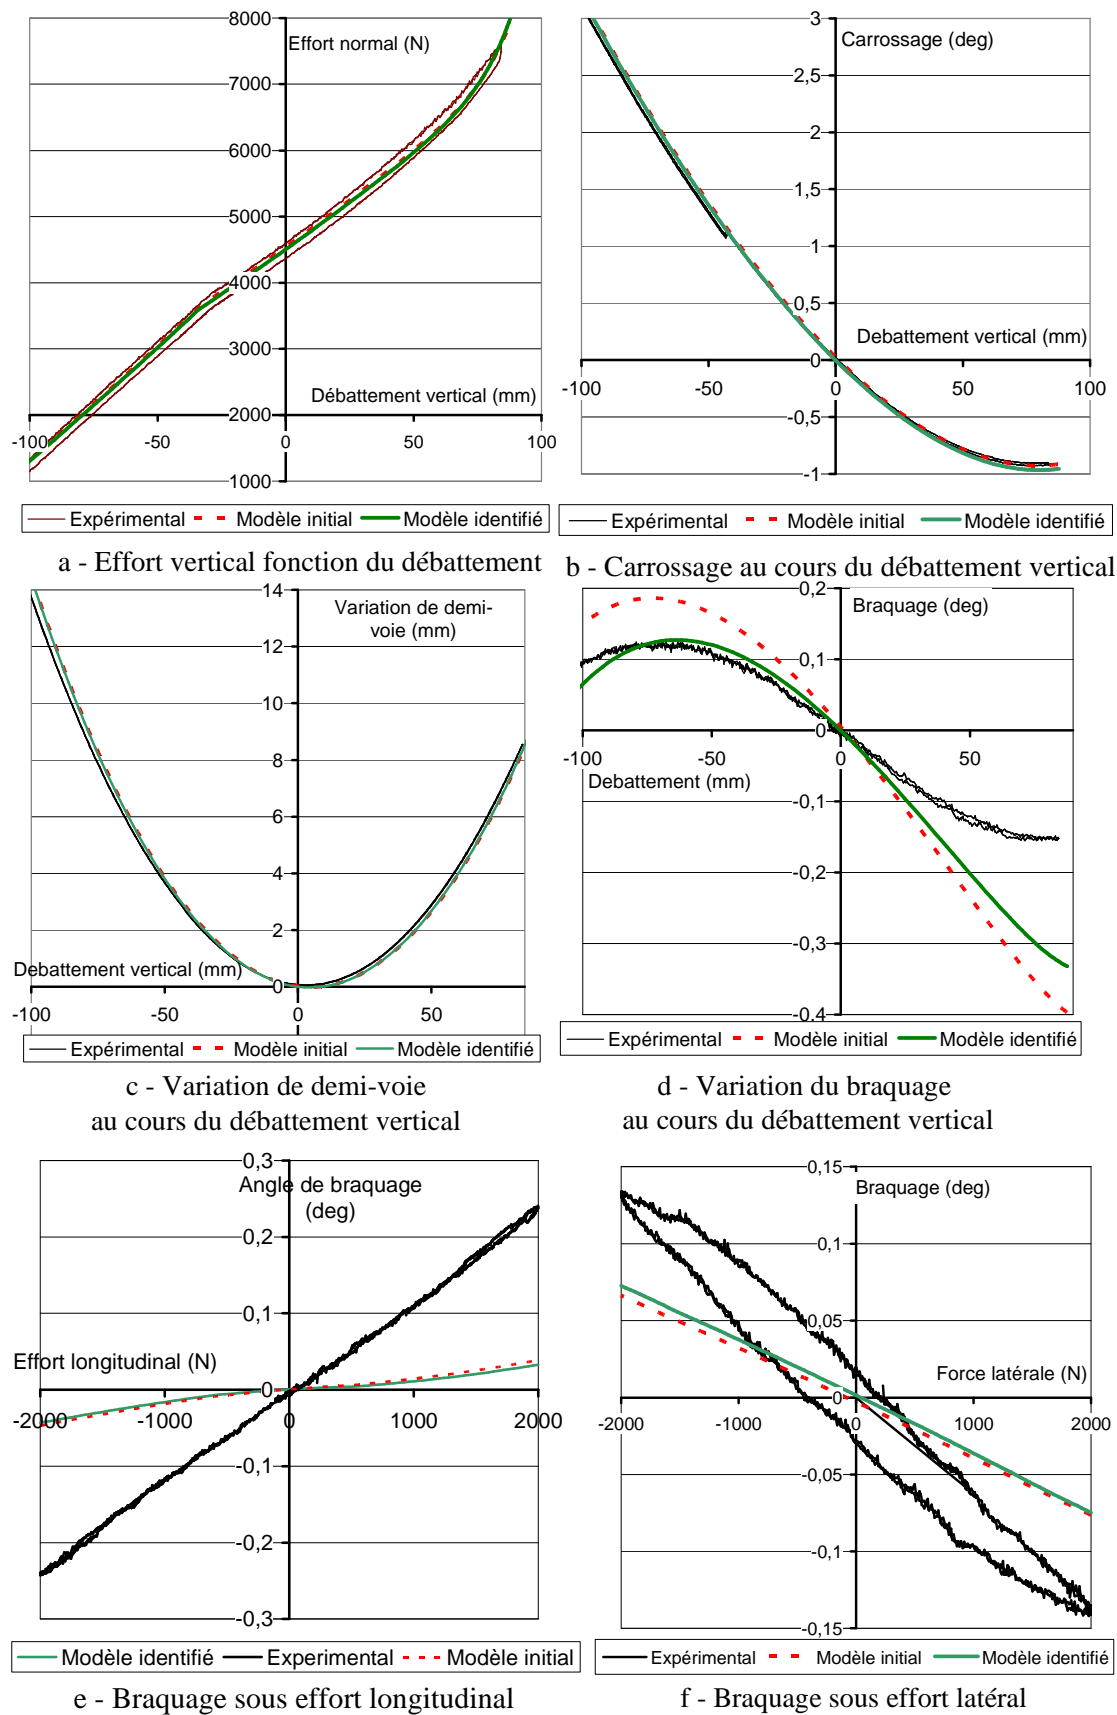 8000
7000
6000
5000
4000
3000
2000
1000
Effort normal (N)
Débattement vertical (mm)
-100 -50 0 50 100
Expérimental Modèle initial Modèle identifié
a - Effort vertical fonction du débattement
3
2,5
2
1,5
1
0,5
0
-0,5
-1
Carrossage (deg)
Debattement vertical (mm)
-100 -50 0 50 100
Expérimental Modèle initial Modèle identifié
b - Carrossage au cours du débattement vertical
14
12
10
8
6
4
2
0
Variation de demi-
voie (mm)
Debattement vertical (mm)
-100 -50 0 50
Expérimental Modèle initial Modèle identifié
c - Variation de demi-voie
au cours du débattement vertical
0,2
0,1
0
-0,1
-0,2
-0,3
-0,4
Braquage (deg)
-100 -50 0 50
Debattement (mm)
Expérimental Modèle initial Modèle identifié
d - Variation du braquage
au cours du débattement vertical
0,3
0,2
0,1
0
-0,1
-0,2
-0,3
Angle de braquage
(deg)
Effort longitudinal (N)
-2000 -1000 0 1000 2000
Modèle identifié Experimental Modèle initial
e - Braquage sous effort longitudinal
0,15
0,1
0,05
0
-0,05
-0,1
-0,15
Braquage (deg)
Force latérale (N)
-2000 -1000 0 1000 2000
Expérimental Modèle initial Modèle identifié
f - Braquage sous effort latéral